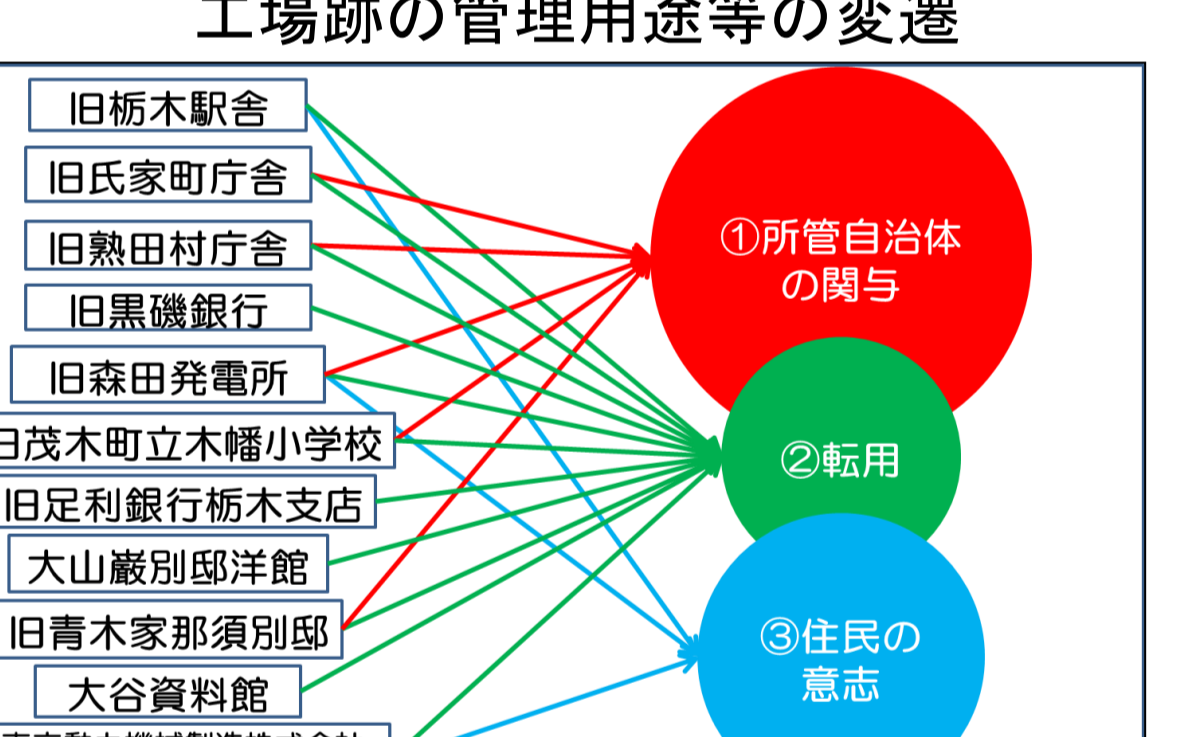 工場跡の管理用途等の変遷
旧栃木駅舎
旧氏家町庁舎
旧熟田村庁舎
旧黒磯銀行
旧森田発電所
旧茂木町立木幡小学校
旧足利銀行栃木支店
大山巌別邸洋館
旧青木家那須別邸
大谷資料館
①所管自治体
の関与
②転用
③住民の
意志